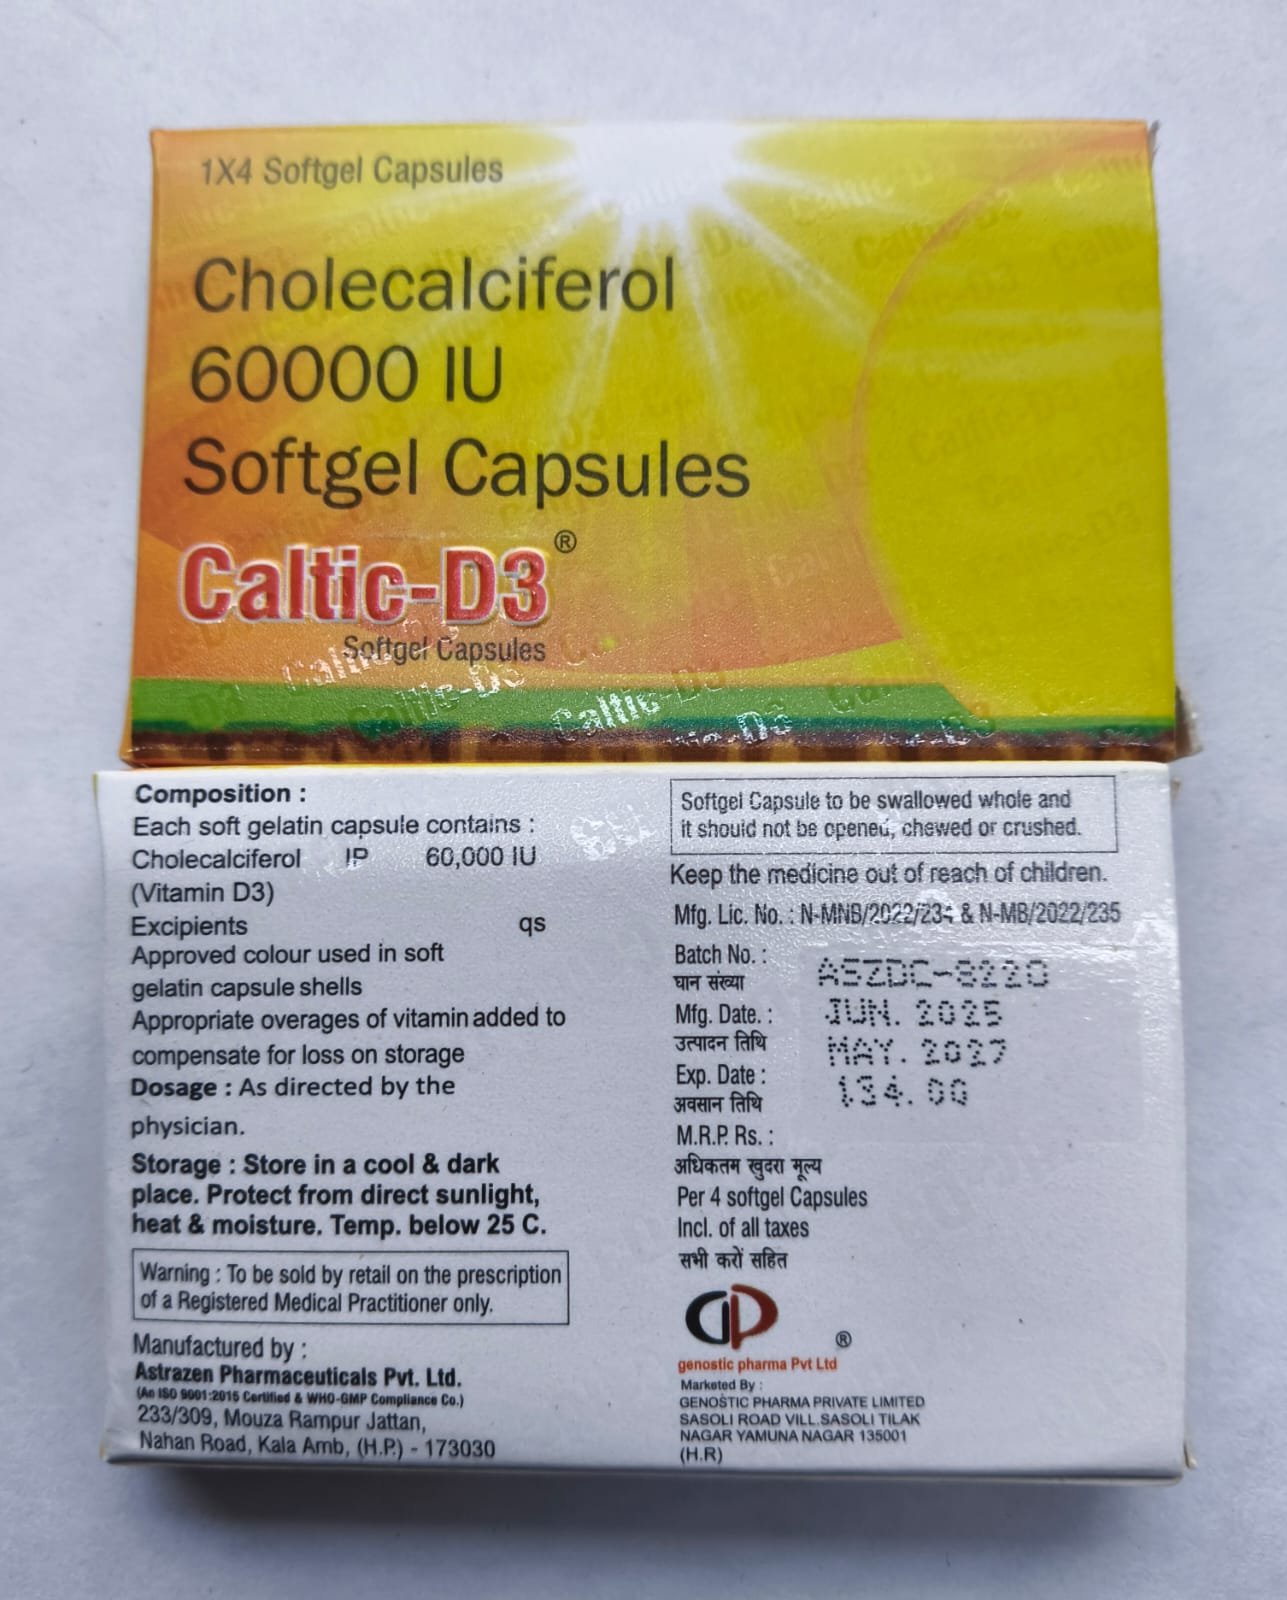 1X4 Softgel Capsules
Cholecalciferol
60000 IU
Softgel Capsules
Caltic-D3®
Softgel Capsules
Composition :
Each soft gelatin capsule contains :
Cholecalciferol IP 60,000 IU
(Vitamin D3)
Excipients qs
Approved colour used in soft
gelatin capsule shells
Appropriate overages of vitamin added to
compensate for loss on storage
Dosage : As directed by the
physician.
Storage : Store in a cool & dark
place. Protect from direct sunlight,
heat & moisture. Temp. below 25 C.
Warning : To be sold by retail on the prescription
of a Registered Medical Practitioner only.
Manufactured by :
Astrazen Pharmaceuticals Pvt. Ltd.
(An ISO 9001:2015 Certified & WHO-GMP Compliance Co.)
233/309, Mouza Rampur Jattan,
Nahan Road, Kala Amb, (H.P.) - 173030
Softgel Capsule to be swallowed whole and
it should not be opened, chewed or crushed.
Keep the medicine out of reach of children.
Mfg. Lic. No. : N-MNB/2022/234 & N-MB/2022/235
Batch No. : ASZDC-8220
घान संख्या
Mfg. Date. : JUN. 2025
उत्पादन तिथि MAY. 2027
Exp. Date : 134.00
अवसान तिथि
M.R.P. Rs. :
अधिकतम खुदरा मूल्य
Per 4 softgel Capsules
Incl. of all taxes
सभी करों सहित
GP ®
genostic pharma Pvt Ltd
Marketed By :
GENOSTIC PHARMA PRIVATE LIMITED
SASOLI ROAD VILL.SASOLI TILAK
NAGAR YAMUNA NAGAR 135001
(H.R)